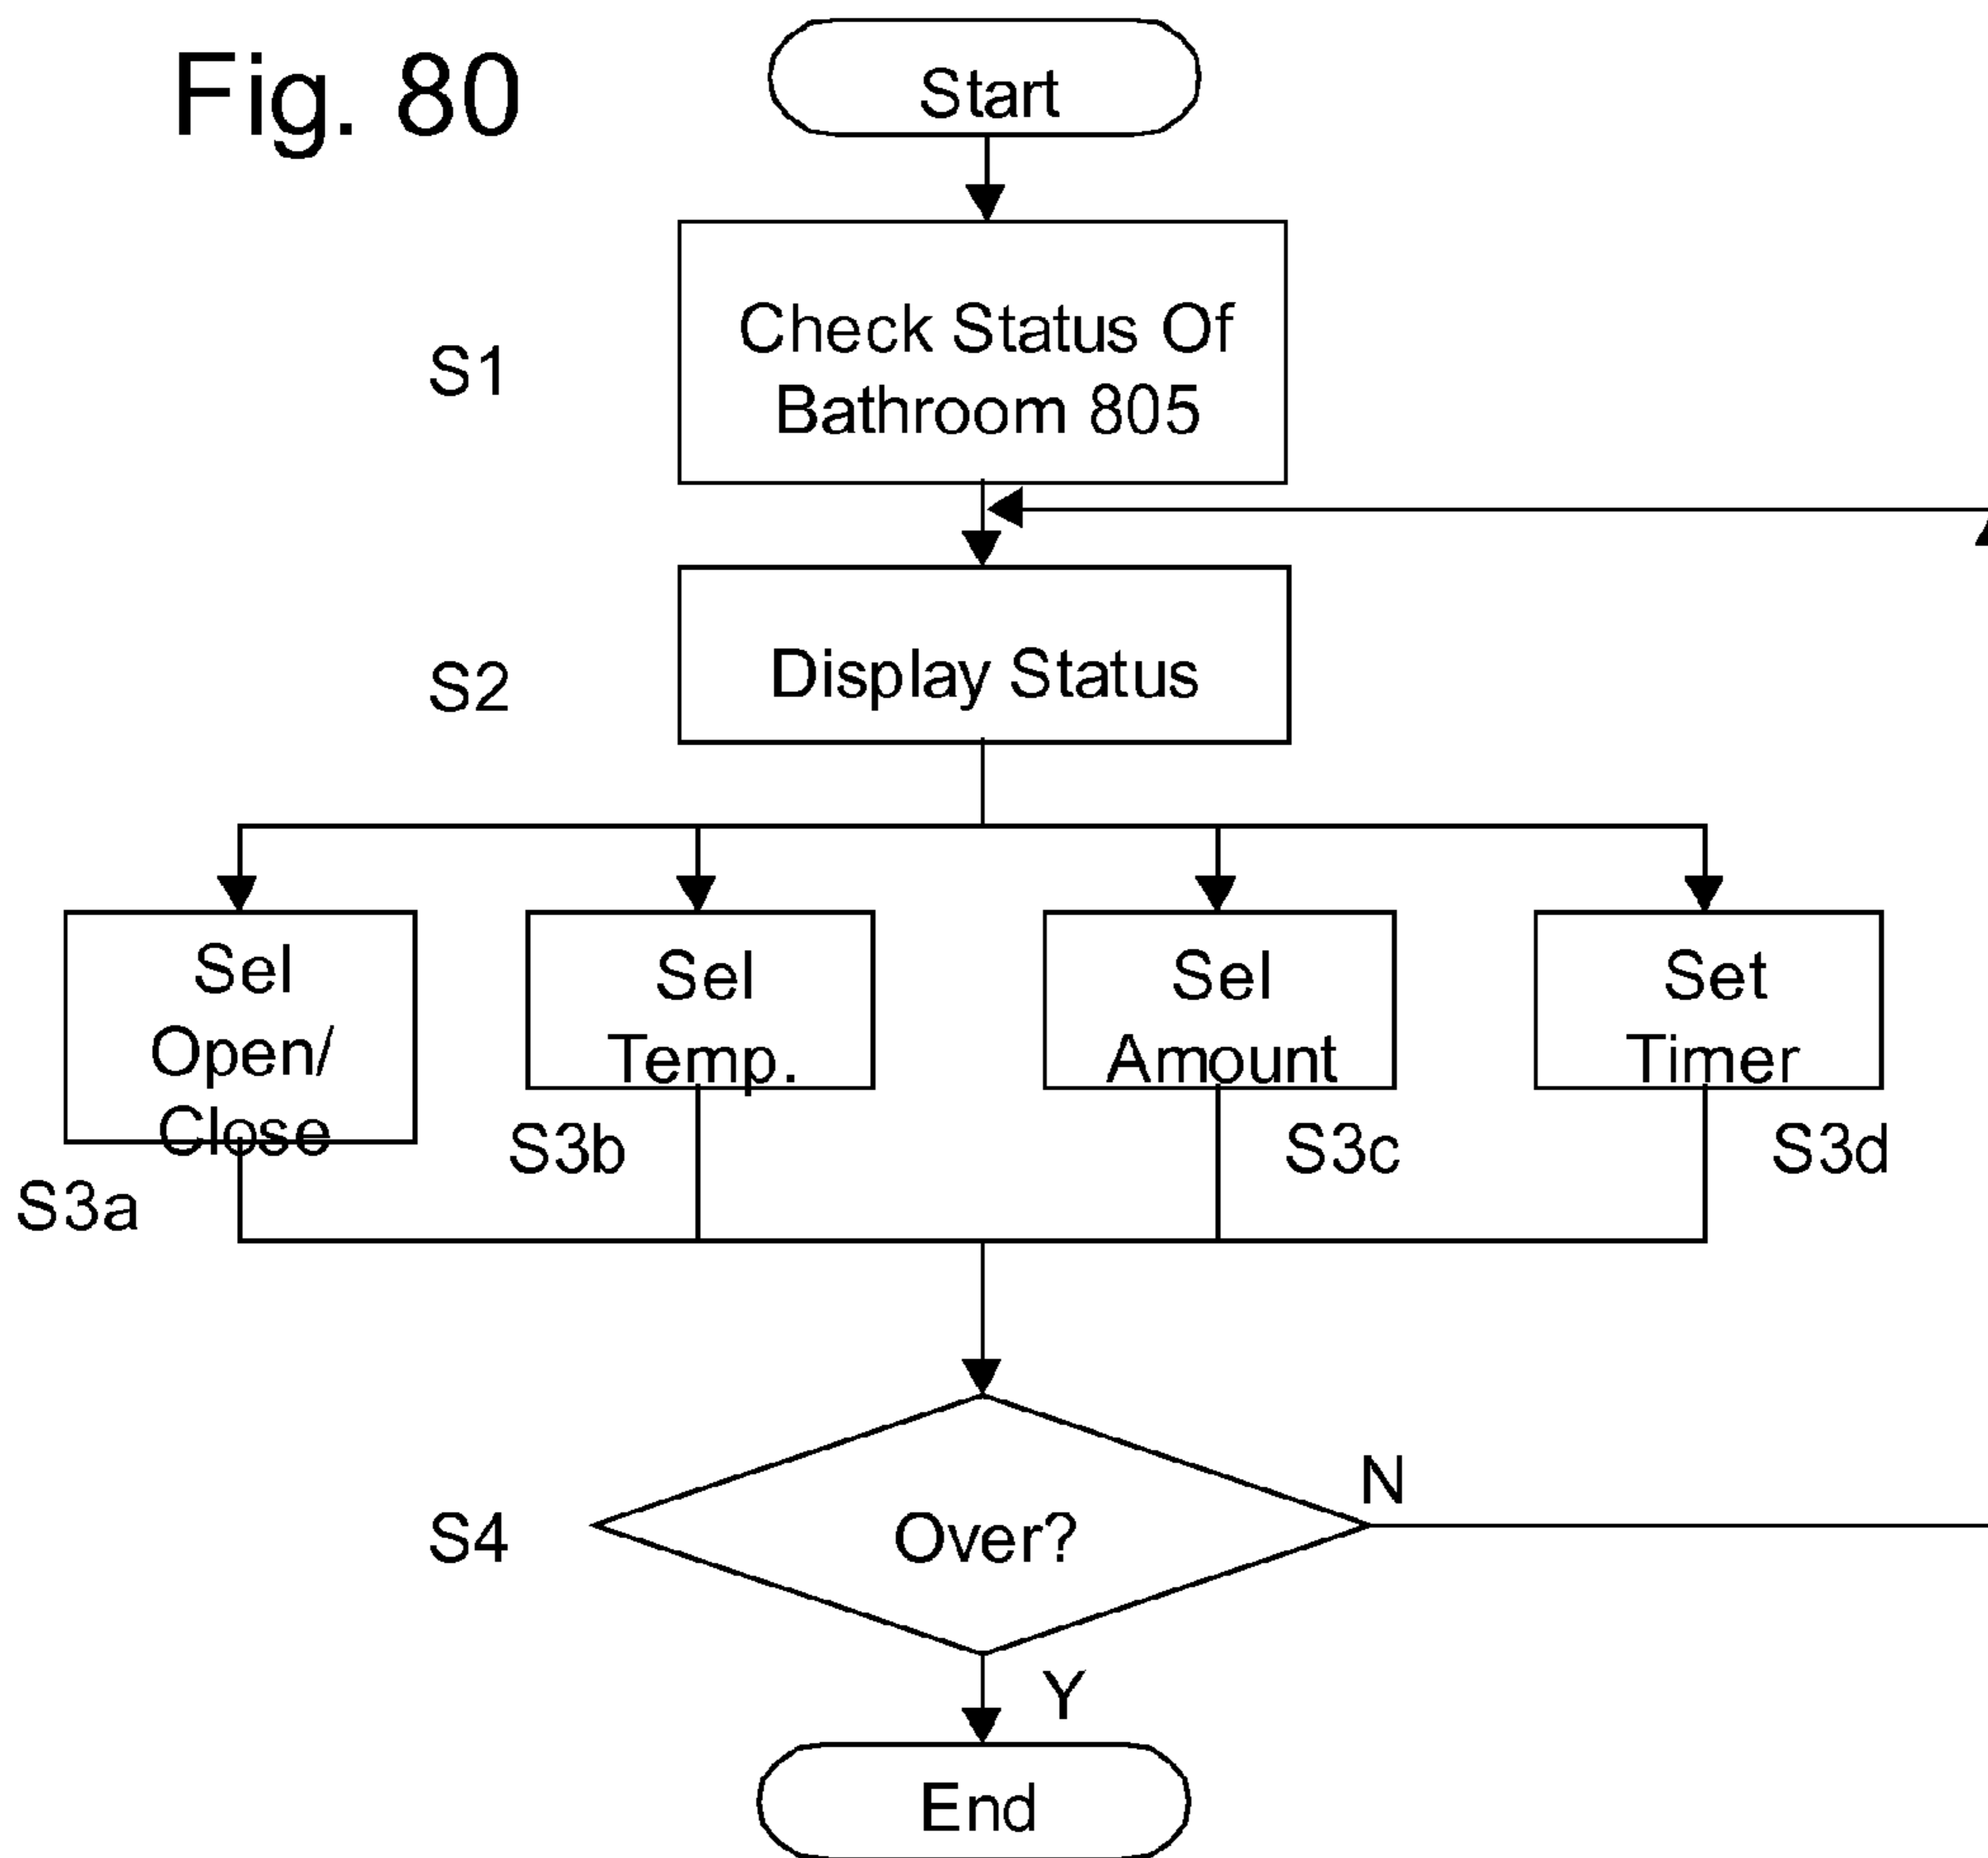 Fig. 80
Start
S1
Check Status Of
Bathroom 805
S2
Display Status
Sel
Open/
Close
S3a
Sel
Temp.
S3b
Sel
Amount
S3c
Set
Timer
S3d
S4
Over?
N
Y
End